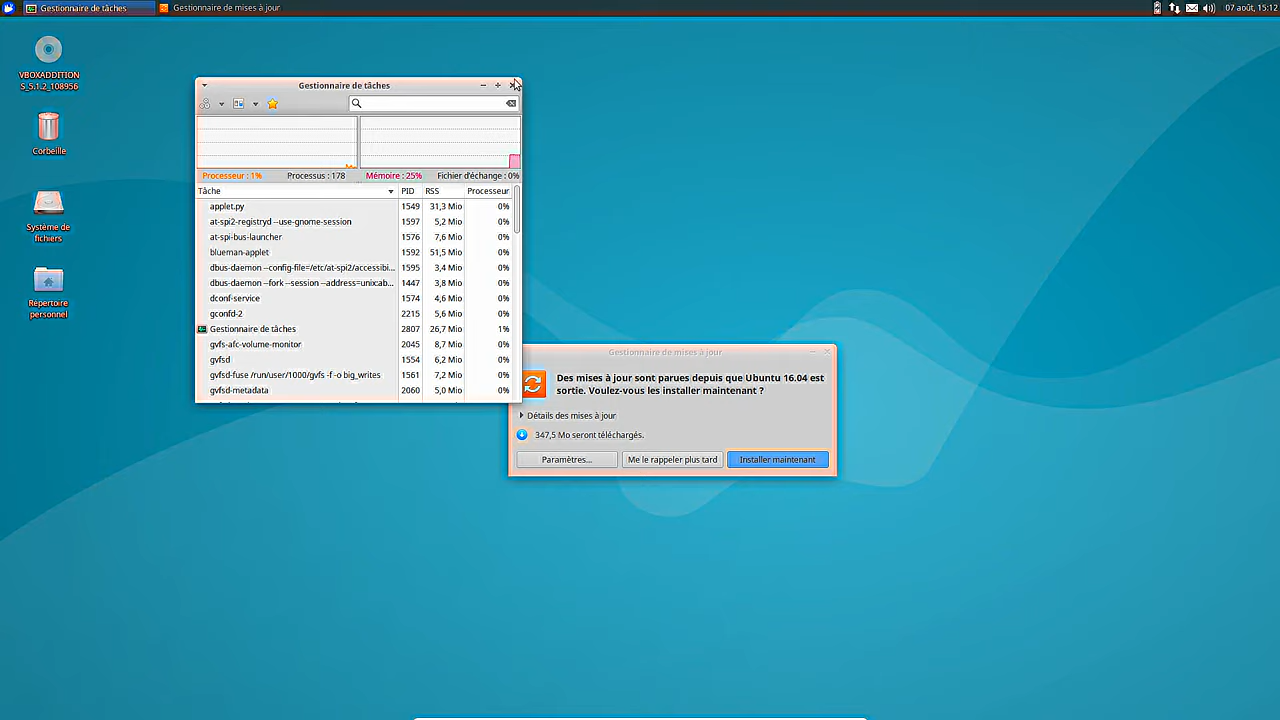 Gestionnaire de tâches
Gestionnaire de mises à jour
07 août, 15:12
VBOXADDITION
S_5.1.2_108956
Corbeille
Système de
fichiers
Répertoire
personnel
Gestionnaire de tâches
Processeur : 1% Processus : 178 Mémoire : 25% Fichier d'échange : 0%
Tâche PID RSS Processeur
applet.py 1549 31,3 Mio 0%
at-spi2-registryd --use-gnome-session 1597 5,2 Mio 0%
at-spi-bus-launcher 1576 7,6 Mio 0%
blueman-applet 1592 51,5 Mio 0%
dbus-daemon --config-file=/etc/at-spi2/accessibi... 1595 3,4 Mio 0%
dbus-daemon --fork --session --address=unix:ab... 1447 3,8 Mio 0%
dconf-service 1574 4,6 Mio 0%
gconfd-2 2215 5,6 Mio 0%
Gestionnaire de tâches 2807 26,7 Mio 1%
gvfs-afc-volume-monitor 2045 8,7 Mio 0%
gvfsd 1554 6,2 Mio 0%
gvfsd-fuse /run/user/1000/gvfs -f -o big_writes 1561 7,2 Mio 0%
gvfsd-metadata 2060 5,0 Mio 0%
Gestionnaire de mises à jour
Des mises à jour sont parues depuis que Ubuntu 16.04 est
sortie. Voulez-vous les installer maintenant ?
Détails des mises à jour
347,5 Mo seront téléchargés.
Paramètres... Me le rappeler plus tard Installer maintenant